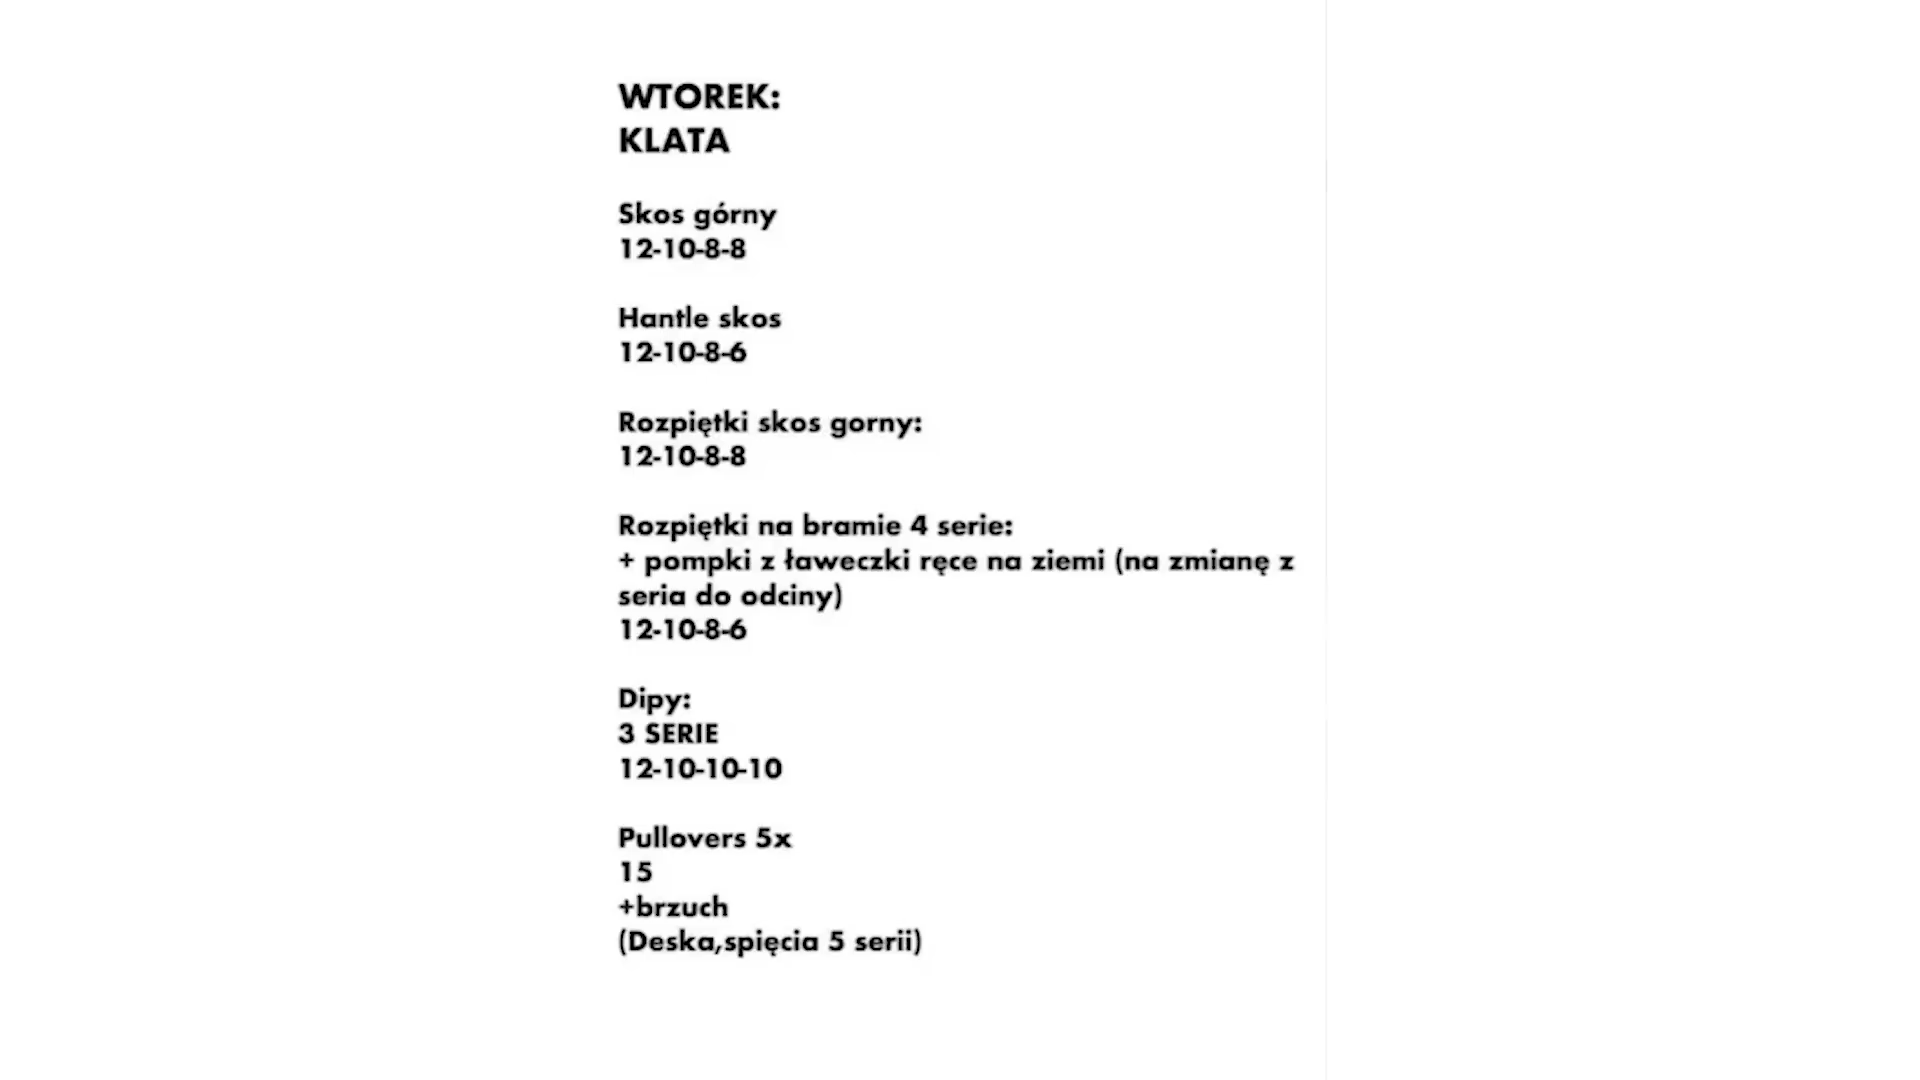 WTOREK:
KLATA
Skos górny
12-10-8-8
Hantle skos
12-10-8-6
Rozpiętki skos gorny:
12-10-8-8
Rozpiętki na bramie 4 serie:
+ pompki z ławeczki ręce na ziemi (na zmianę z
seria do odciny)
12-10-8-6
Dipy:
3 SERIE
12-10-10-10
Pullovers 5x
15
+brzuch
(Deska,spięcia 5 serii)